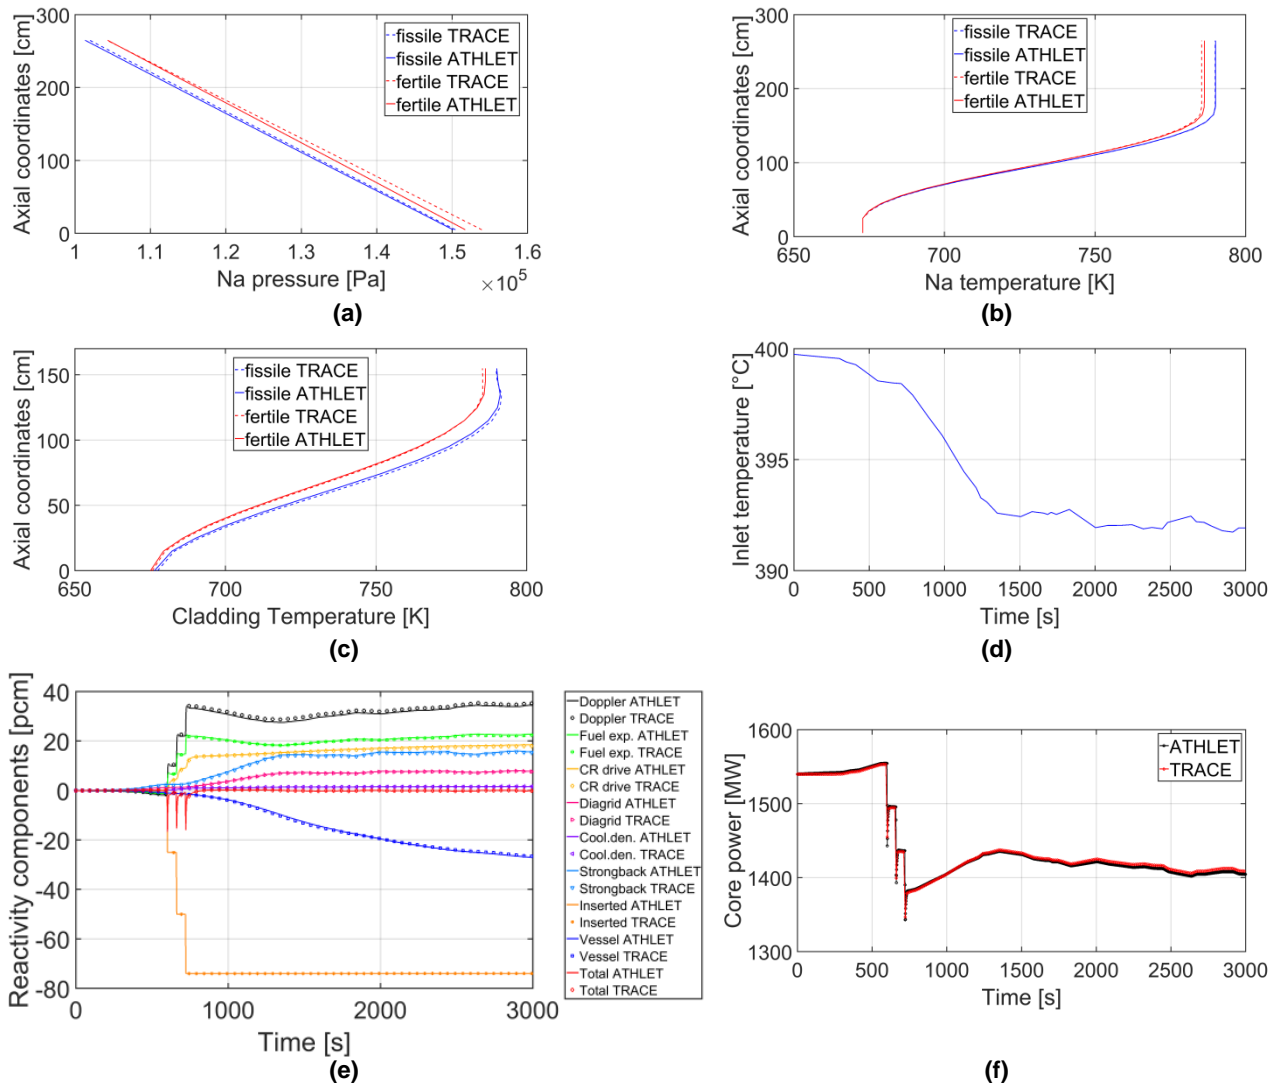 300
200
100
0
Axial coordinates [cm]
fissile TRACE
fissile ATHLET
fertile TRACE
fertile ATHLET
1
1.1
1.2
1.3
1.4
1.5
1.6
Na pressure [Pa]
×10^5
(a)
300
200
100
0
Axial coordinates [cm]
fissile TRACE
fissile ATHLET
fertile TRACE
fertile ATHLET
650
700
750
800
Na temperature [K]
(b)
150
100
50
0
Axial coordinates [cm]
fissile TRACE
fissile ATHLET
fertile TRACE
fertile ATHLET
650
700
750
800
Cladding Temperature [K]
(c)
400
395
390
Inlet temperature [°C]
0
500
1000
1500
2000
2500
3000
Time [s]
(d)
40
20
0
-20
-40
-60
-80
Reactivity components [pcm]
0
1000
2000
3000
Time [s]
Doppler ATHLET
Doppler TRACE
Fuel exp. ATHLET
Fuel exp. TRACE
CR drive ATHLET
CR drive TRACE
Diagrid ATHLET
Diagrid TRACE
Cool.den. ATHLET
Cool.den. TRACE
Strongback ATHLET
Strongback TRACE
Inserted ATHLET
Inserted TRACE
Vessel ATHLET
Vessel TRACE
Total ATHLET
Total TRACE
(e)
1600
1500
1400
1300
Core power [MW]
ATHLET
TRACE
0
500
1000
1500
2000
2500
3000
Time [s]
(f)